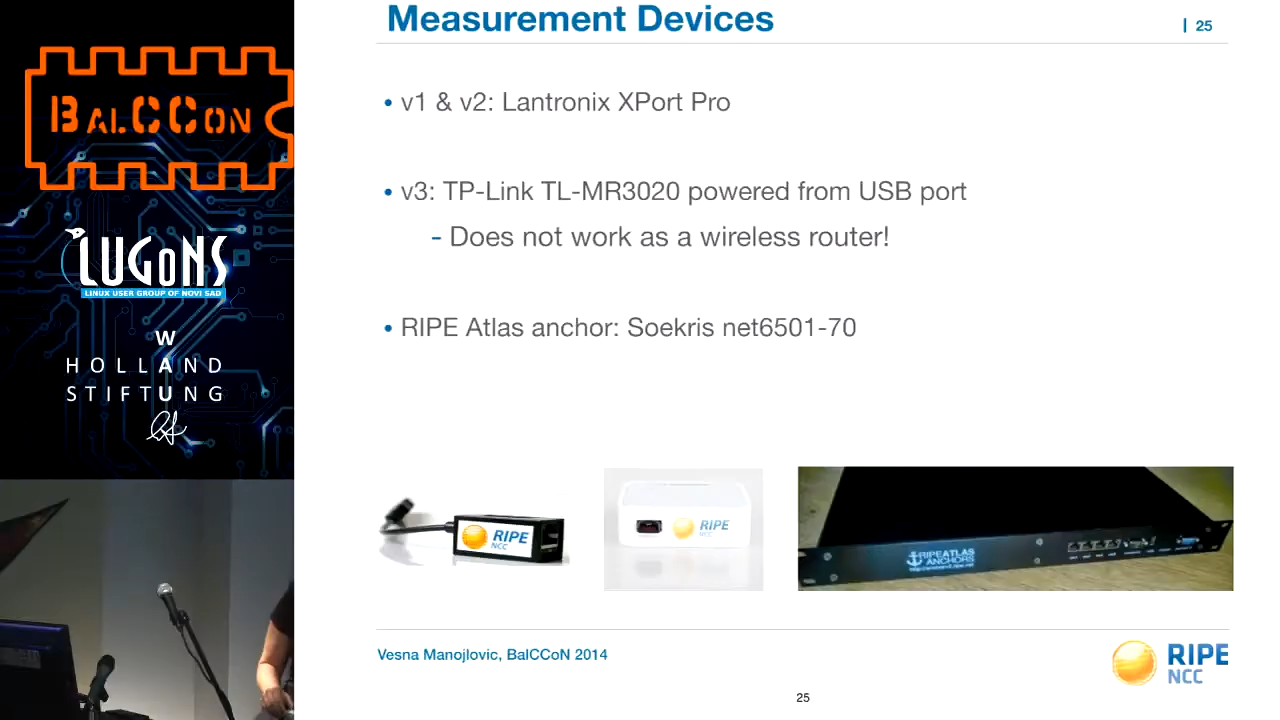 Measurement Devices
| 25
BALCCON
LUGONS
LINUX USER GROUP OF NOVI SAD
W
HOLLAND
STIFTUNG
• v1 & v2: Lantronix XPort Pro
• v3: TP-Link TL-MR3020 powered from USB port
- Does not work as a wireless router!
• RIPE Atlas anchor: Soekris net6501-70
RIPE
NCC
RIPE
NCC
RIPE ATLAS
ANCHORS
Vesna Manojlovic, BalCCoN 2014
RIPE
NCC
25